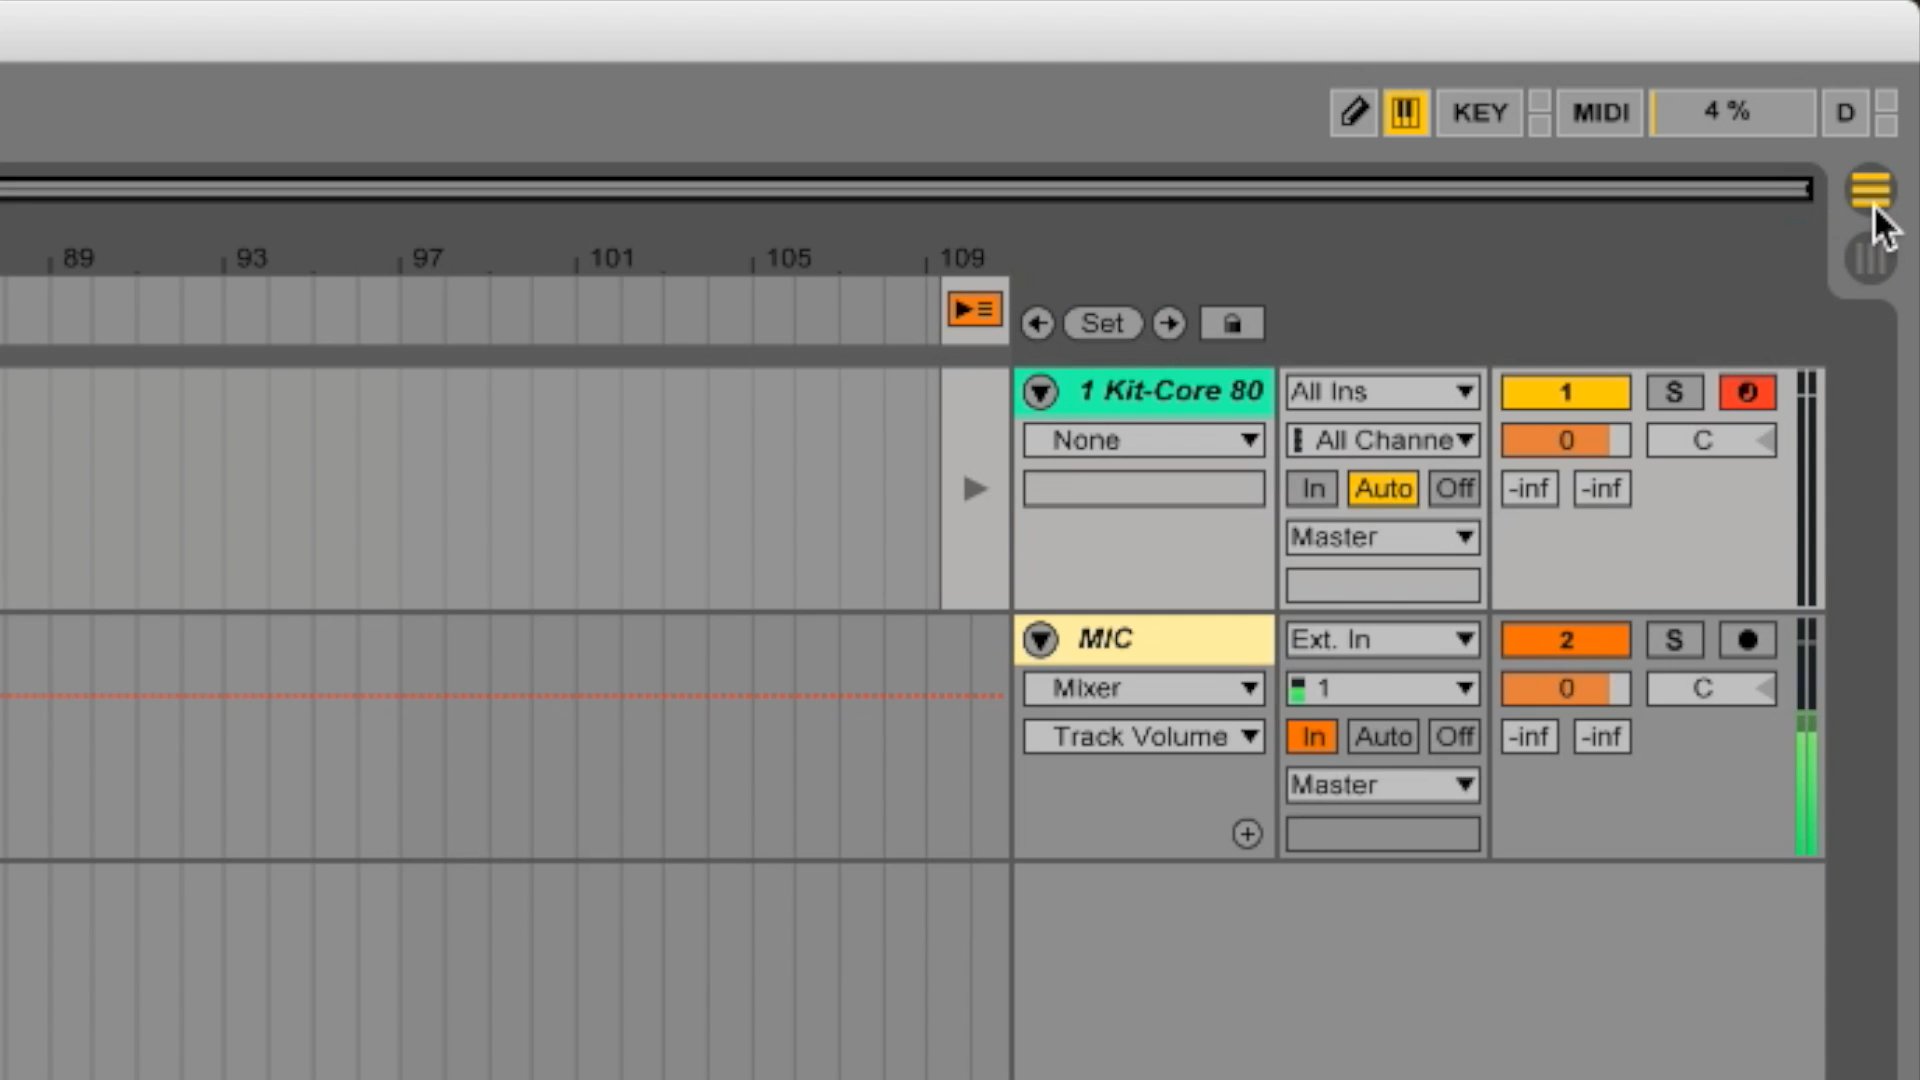 KEY MIDI 4 % D
89 93 97 101 105 109
Set
1 Kit-Core 80 All Ins 1 S
None All Channe 0 C
In Auto Off -inf -inf
Master
MIC Ext. In 2 S
Mixer 1 0 C
Track Volume In Auto Off -inf -inf
Master